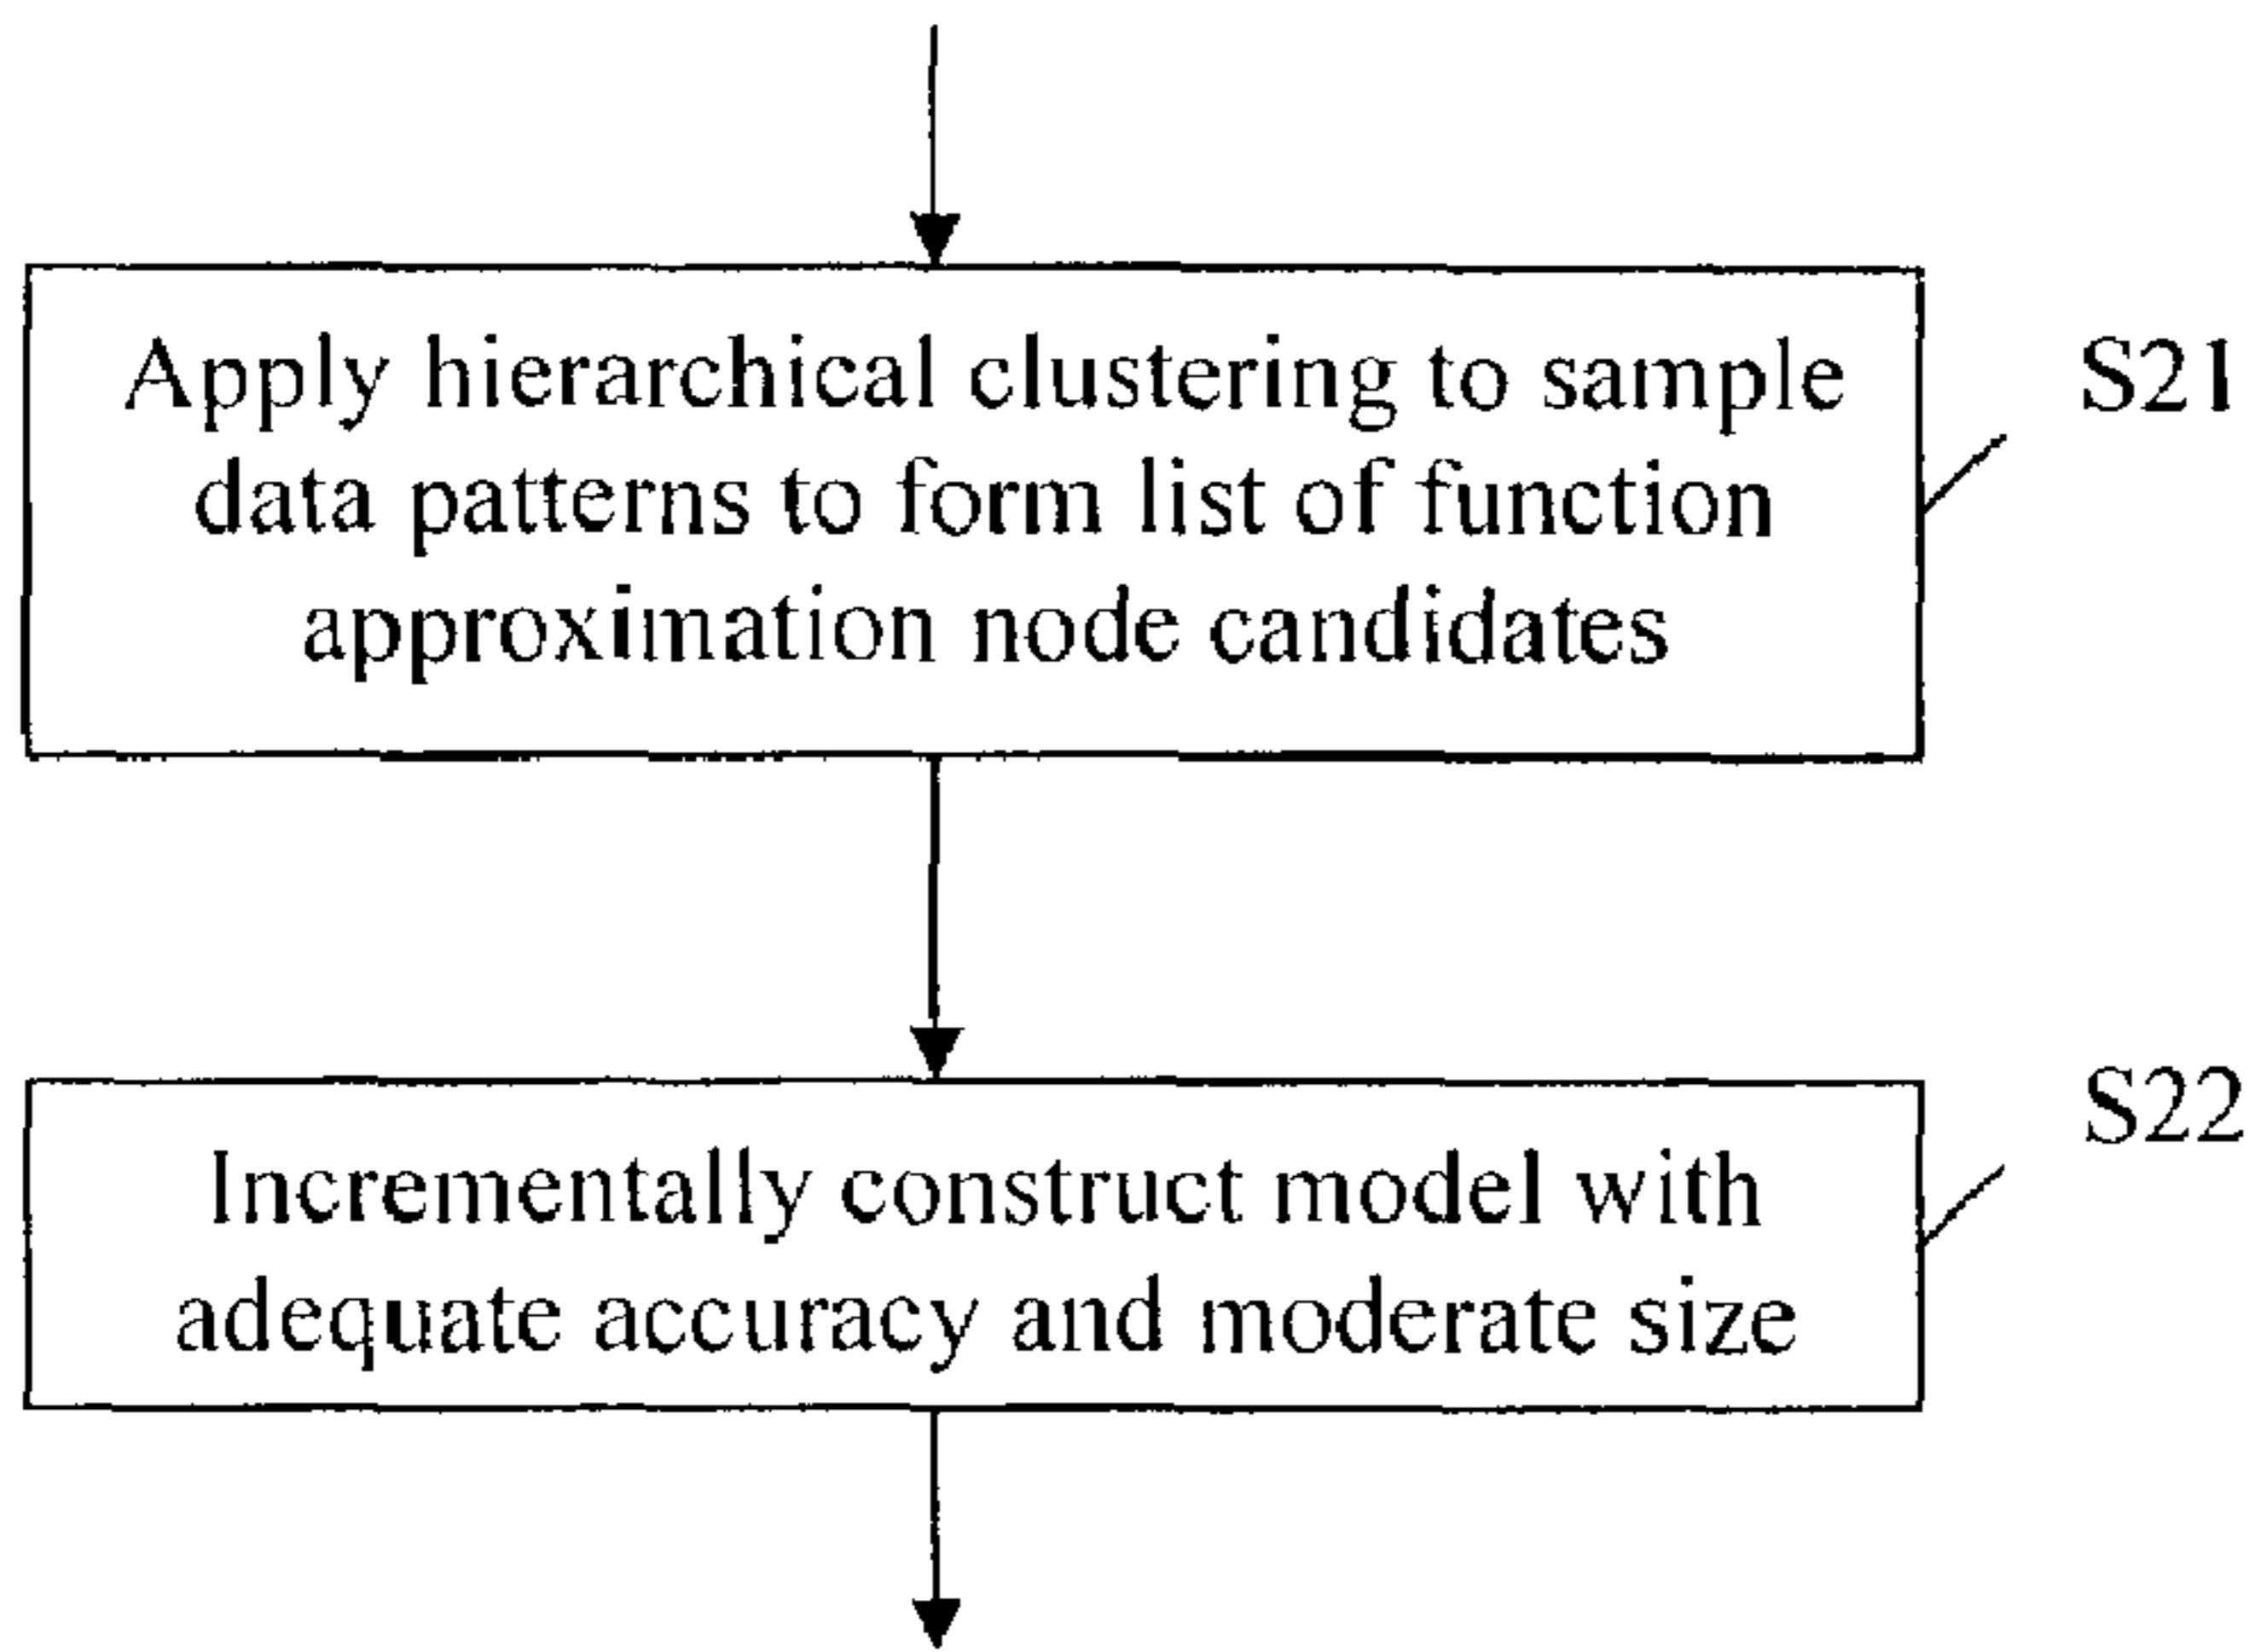 Apply hierarchical clustering to sample
data patterns to form list of function
approximation node candidates
S21
Incrementally construct model with
adequate accuracy and moderate size
S22